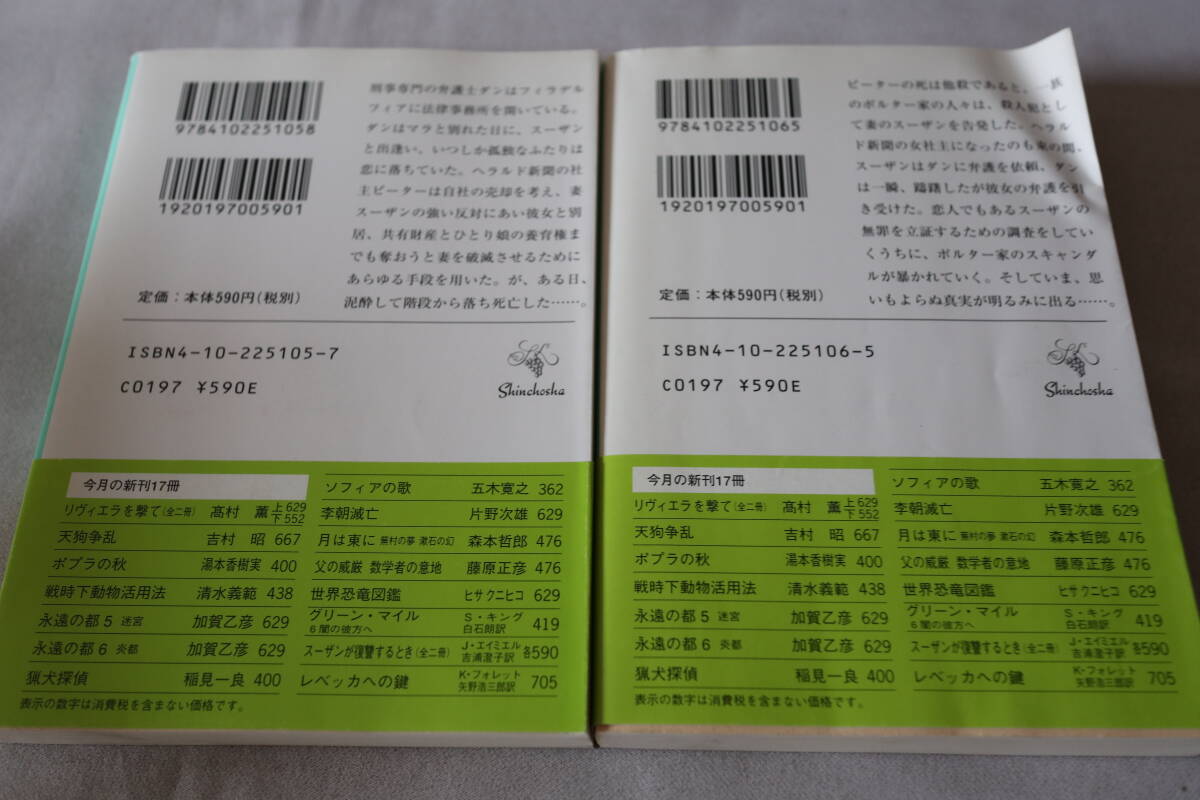 9784102251058
1920197005901
刑事専門の弁護士ダンはフィラデル
フィアに法律事務所を開いている。
ダンはマラと別れた日に、スーザン
と出逢い。いつしか孤独なふたりは
恋に落ちていた。ヘラルド新聞の社
主ピーターは自社の売却を考え、妻
スーザンの強い反対にあい彼女と別
居、共有財産とひとり娘の養育権ま
でも奪おうと妻を破滅させるために
あらゆる手段を用いた。が、ある日、
泥酔して階段から落ち死亡した……。
定価：本体590円（税別）
ISBN4-10-225105-7
C0197 ¥590E
Shinchosha
今月の新刊17冊
リヴィエラを撃て（全二冊） 髙村 薫 上629 下552
天狗争乱 吉村 昭 667
ポプラの秋 湯本香樹実 400
戦時下動物活用法 清水義範 438
永遠の都5 迷宮 加賀乙彦 629
永遠の都6 炎都 加賀乙彦 629
猟犬探偵 稲見一良 400
ソフィアの歌 五木寛之 362
李朝滅亡 片野次雄 629
月は東に 蕪村の夢 漱石の幻 森本哲郎 476
父の威厳 数学者の意地 藤原正彦 476
世界恐竜図鑑 ヒサクニヒコ 629
グリーン・マイル 6 闇の彼方へ S・キング 白石朗訳 419
スーザンが復讐するとき（全二冊） J・エイミエル 吉浦澄子訳 各590
レベッカへの鍵 K・フォレット 矢野浩三郎訳 705
表示の数字は消費税を含まない価格です。
9784102251065
1920197005901
ピーターの死は他殺であると、一族
のボルター家の人々は、殺人犯とし
て妻のスーザンを告発した。ヘラル
ド新聞の女社主になったのも束の間、
スーザンはダンに弁護を依頼。ダン
は一瞬、躊躇したが彼女の弁護を引
き受けた。恋人でもあるスーザンの
無罪を立証するための調査をしてい
くうちに、ボルター家のスキャンダ
ルが暴かれていく。そしていま、思
いもよらぬ真実が明るみに出る……。
定価：本体590円（税別）
ISBN4-10-225106-5
C0197 ¥590E
Shinchosha
今月の新刊17冊
リヴィエラを撃て（全二冊） 髙村 薫 上629 下552
天狗争乱 吉村 昭 667
ポプラの秋 湯本香樹実 400
戦時下動物活用法 清水義範 438
永遠の都5 迷宮 加賀乙彦 629
永遠の都6 炎都 加賀乙彦 629
猟犬探偵 稲見一良 400
ソフィアの歌 五木寛之 362
李朝滅亡 片野次雄 629
月は東に 蕪村の夢 漱石の幻 森本哲郎 476
父の威厳 数学者の意地 藤原正彦 476
世界恐竜図鑑 ヒサクニヒコ 629
グリーン・マイル 6 闇の彼方へ S・キング 白石朗訳 419
スーザンが復讐するとき（全二冊） J・エイミエル 吉浦澄子訳 各590
レベッカへの鍵 K・フォレット 矢野浩三郎訳 705
表示の数字は消費税を含まない価格です。